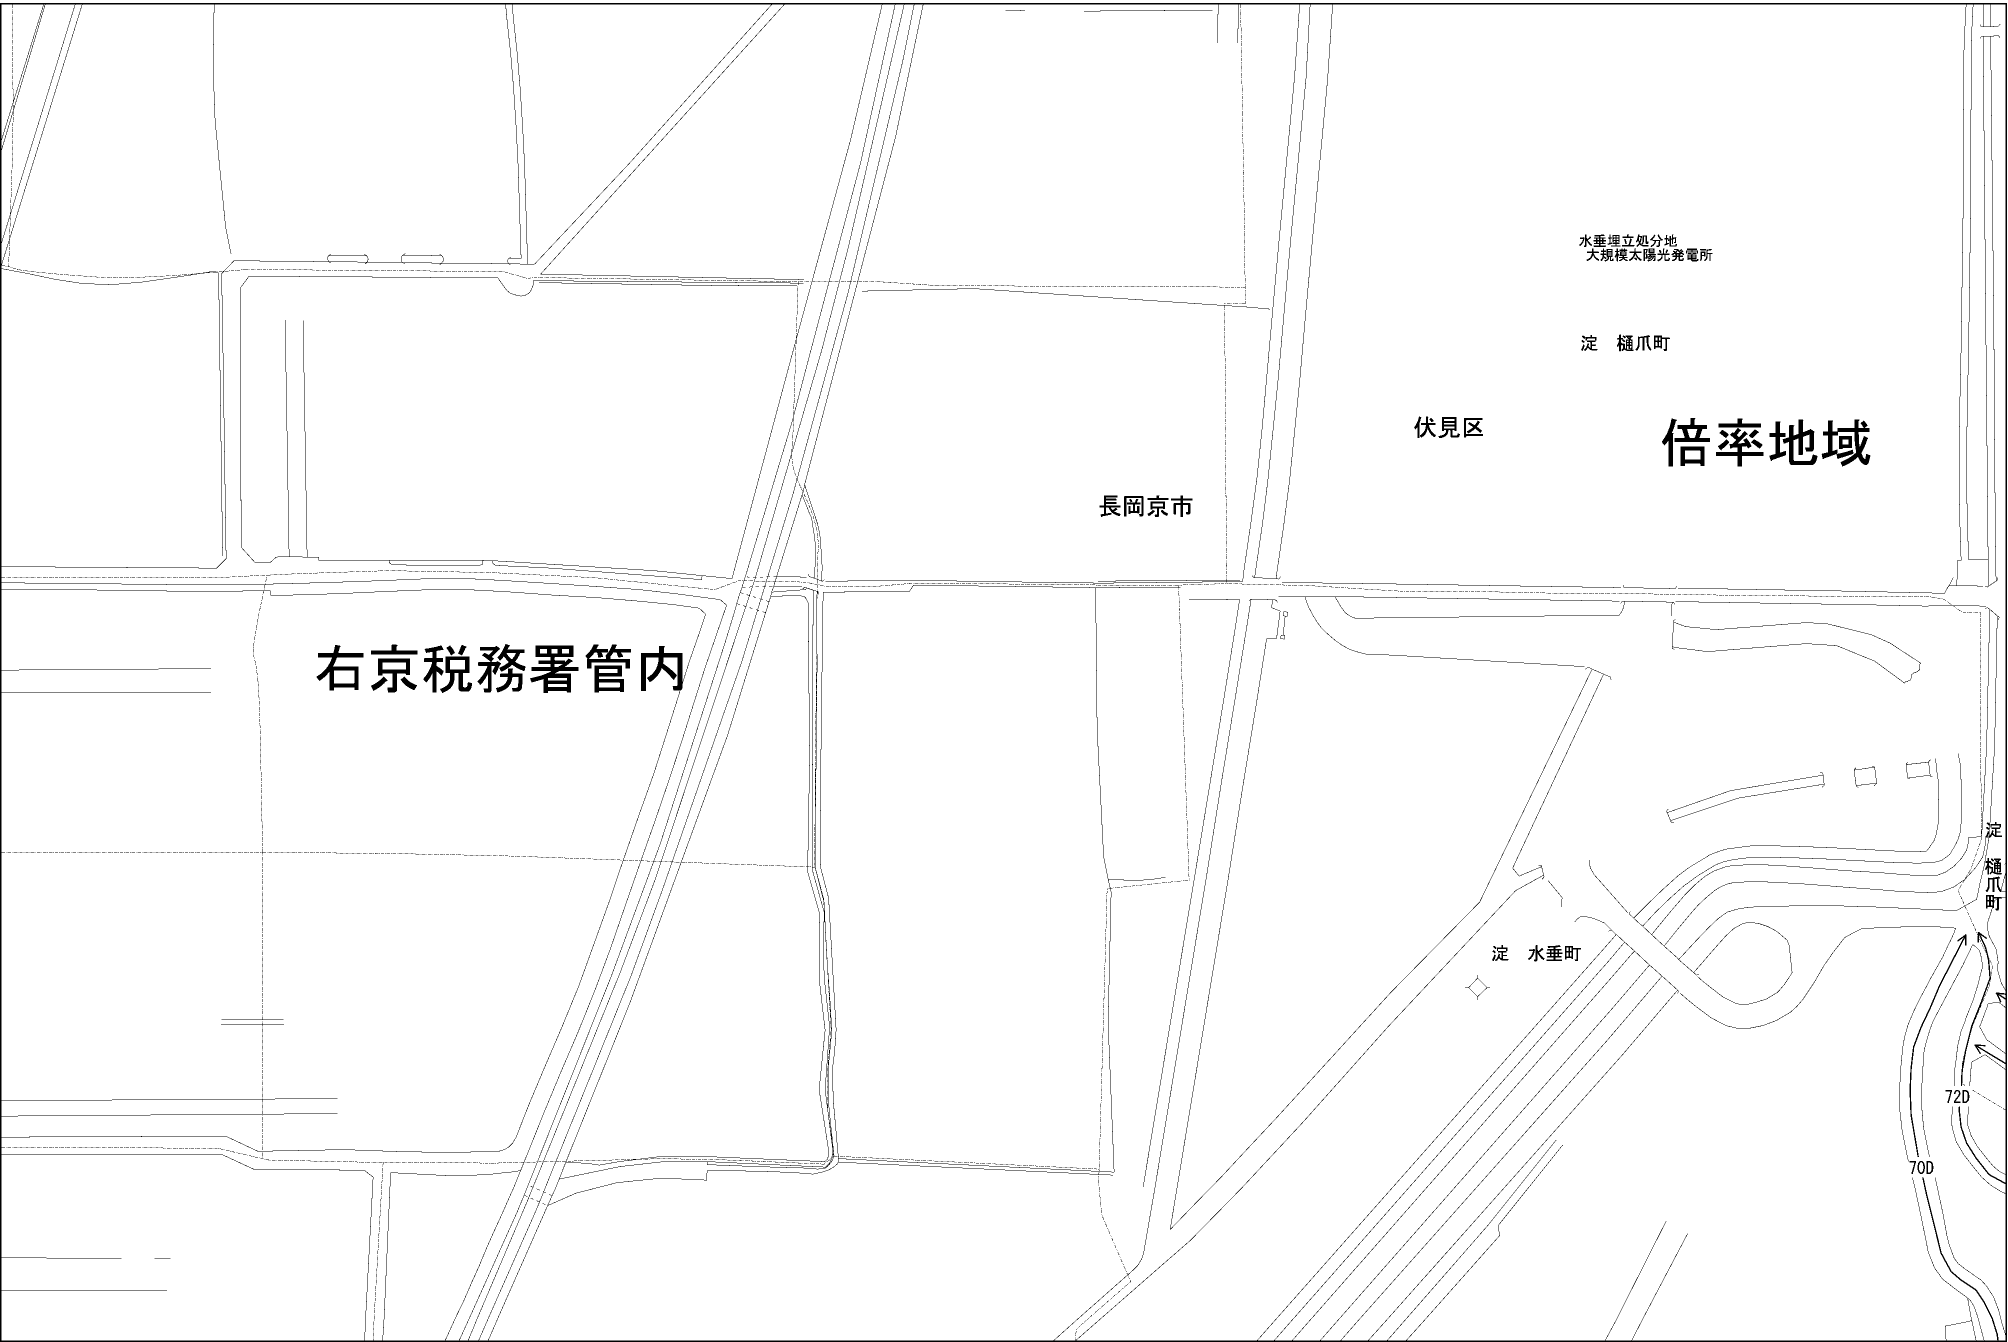 水垂埋立処分地
大規模太陽光発電所
淀　樋爪町
伏見区
倍率地域
長岡京市
右京税務署管内
淀　樋爪町
淀　水垂町
72D
70D